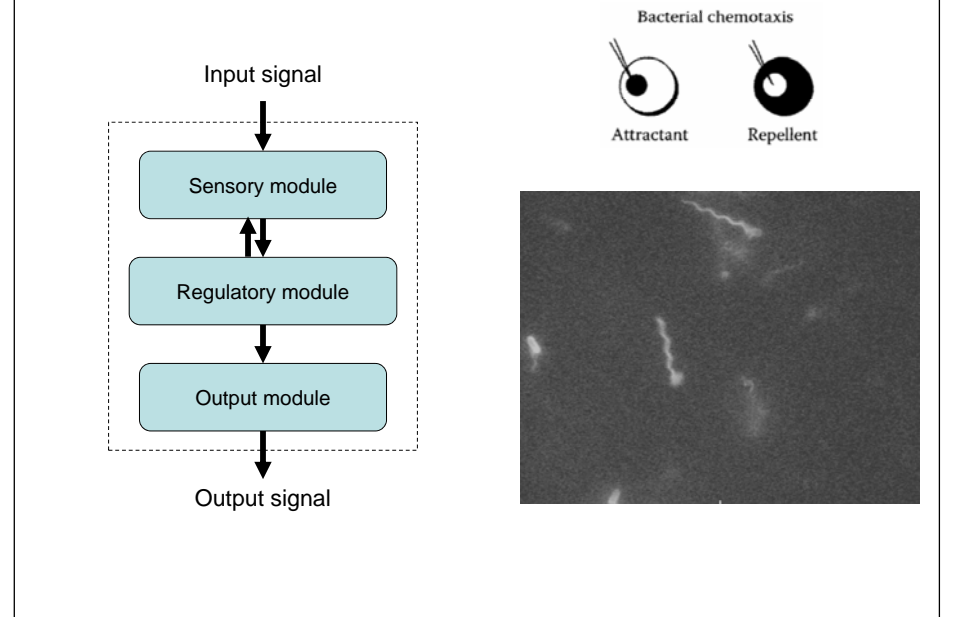 Input signal
Sensory module
Regulatory module
Output module
Output signal
Bacterial chemotaxis
Attractant
Repellent